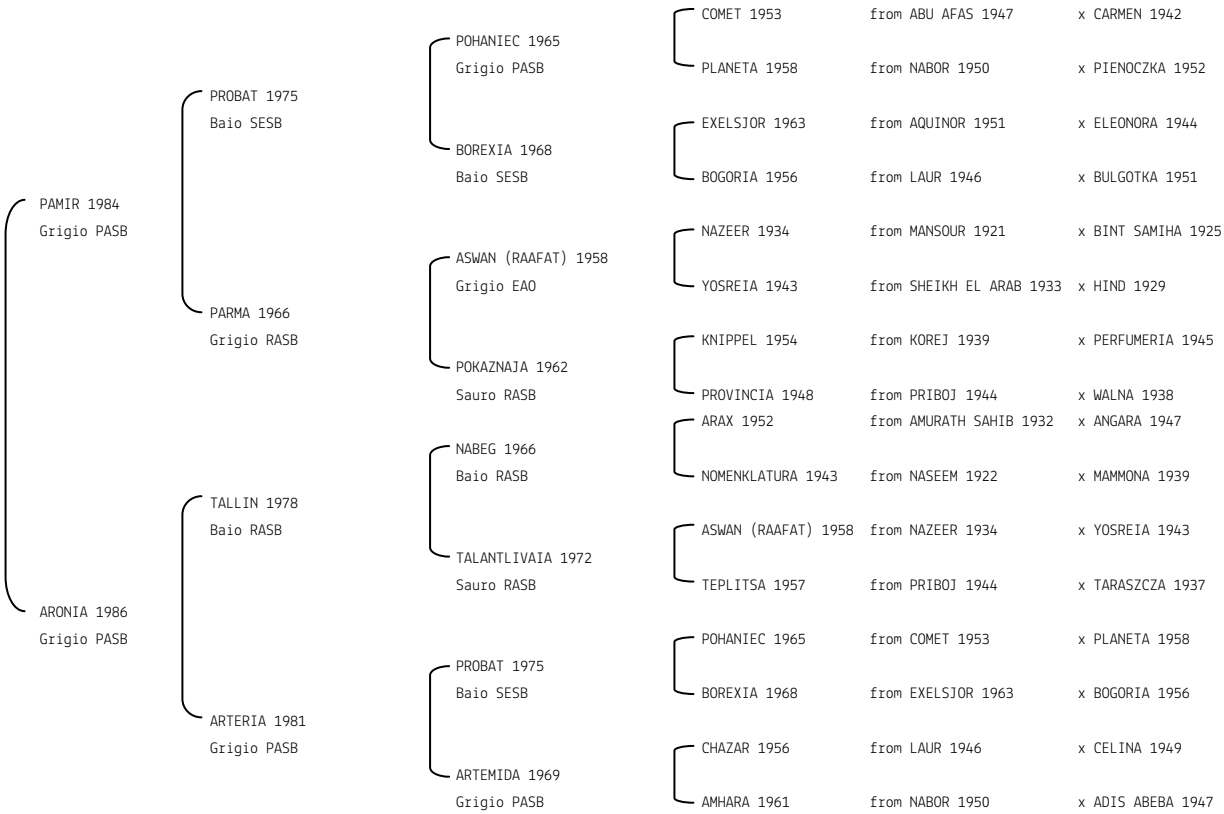 COMET 1953 from ABU AFAS 1947 x CARMEN 1942
POHANIEC 1965
Grigio PASB
PLANETA 1958 from NABOR 1950 x PIENOCZKA 1952
PROBAT 1975
Baio SESB
EXELSJOR 1963 from AQUINOR 1951 x ELEONORA 1944
BOREXIA 1968
Baio SESB
BOGORIA 1956 from LAUR 1946 x BULGOTKA 1951
PAMIR 1984
Grigio PASB
NAZEER 1934 from MANSOUR 1921 x BINT SAMIHA 1925
ASWAN (RAAFAT) 1958
Grigio EAO
YOSREIA 1943 from SHEIKH EL ARAB 1933 x HIND 1929
PARMA 1966
Grigio RASB
KNIPPEL 1954 from KOREJ 1939 x PERFUMERIA 1945
POKAZNAJA 1962
Sauro RASB
PROVINCIA 1948 from PRIBOJ 1944 x WALNA 1938
ARAX 1952 from AMURATH SAHIB 1932 x ANGARA 1947
NABEG 1966
Baio RASB
NOMENKLATURA 1943 from NASEEM 1922 x MAMMONA 1939
TALLIN 1978
Baio RASB
ASWAN (RAAFAT) 1958 from NAZEER 1934 x YOSREIA 1943
TALANTLIVAIA 1972
Sauro RASB
TEPLITSA 1957 from PRIBOJ 1944 x TARASZCZA 1937
ARONIA 1986
Grigio PASB
POHANIEC 1965 from COMET 1953 x PLANETA 1958
PROBAT 1975
Baio SESB
BOREXIA 1968 from EXELSJOR 1963 x BOGORIA 1956
ARTERIA 1981
Grigio PASB
CHAZAR 1956 from LAUR 1946 x CELINA 1949
ARTEMIDA 1969
Grigio PASB
AMHARA 1961 from NABOR 1950 x ADIS ABEBA 1947